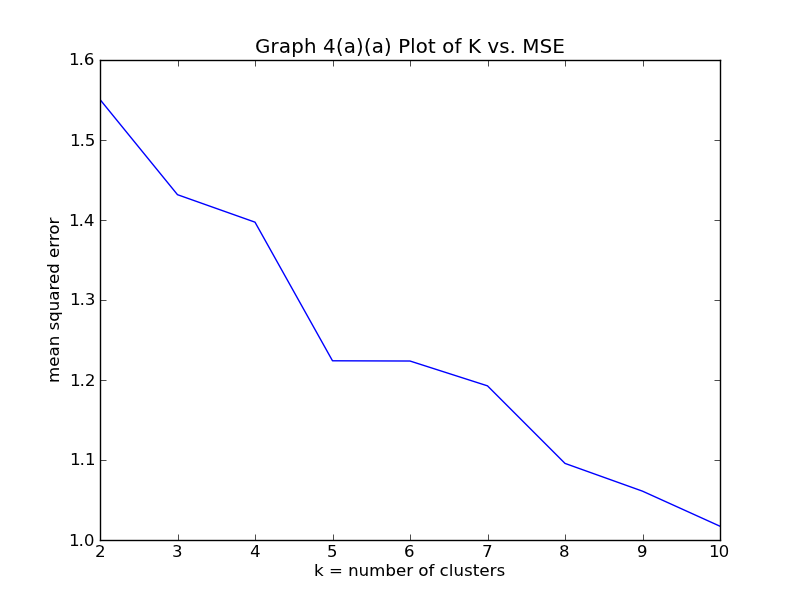 Graph 4(a)(a) Plot of K vs. MSE
1.6
1.5
1.4
1.3
1.2
1.1
1.0
mean squared error
2 3 4 5 6 7 8 9 10
k = number of clusters